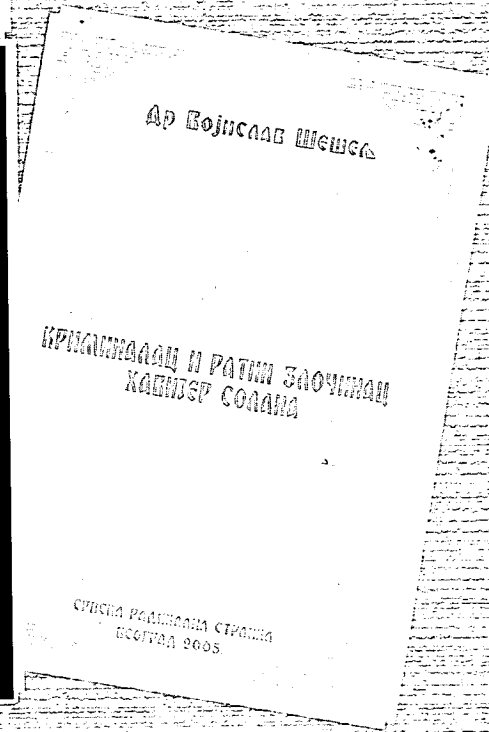 Др Војислав Шешељ
КРИМИНАЛАЦ И РАТНИ ЗЛОЧИНАЦ
ХАВИЈЕР СОЛАНА
СРПСКА РАДИКАЛНА СТРАНКА
БЕОГРАД 2005.